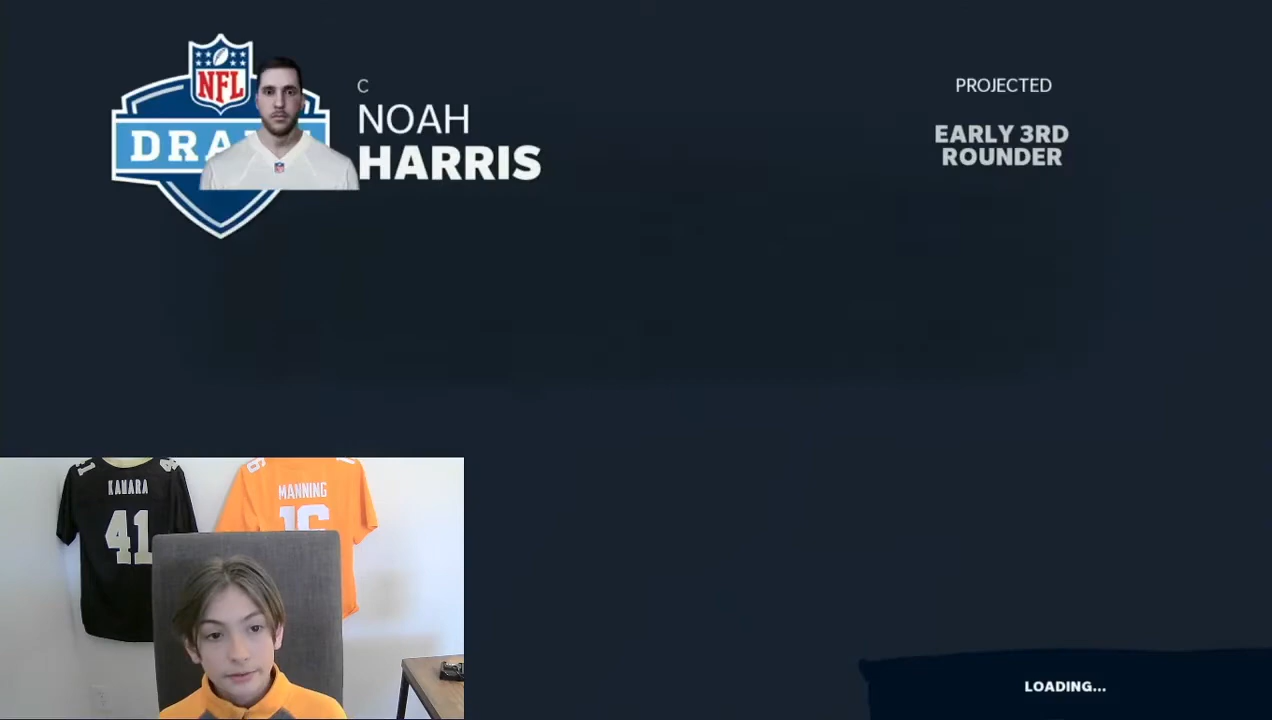 NFL
DRA
C
NOAH
HARRIS
PROJECTED
EARLY 3RD
ROUNDER
KAMARA
41
MANNING
16
LOADING...